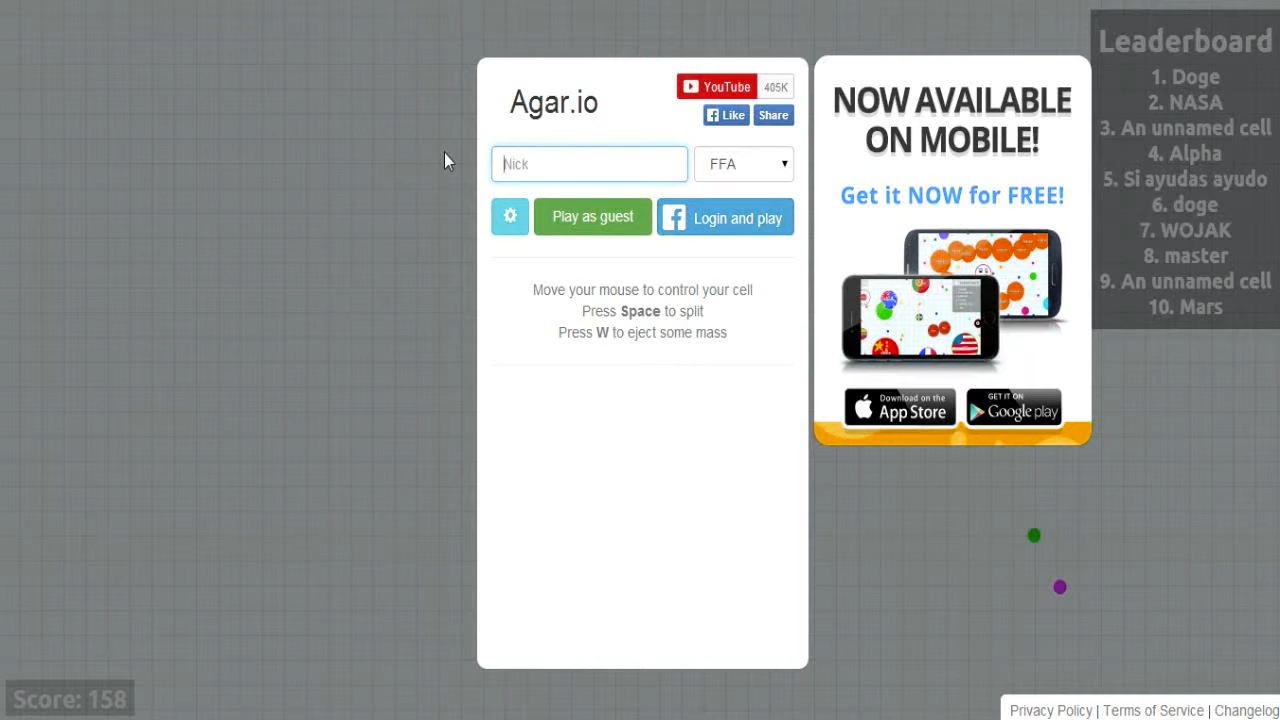 Agar.io
YouTube 405K
Like Share
Nick
FFA
Play as guest
Login and play
Move your mouse to control your cell
Press Space to split
Press W to eject some mass
NOW AVAILABLE
ON MOBILE!
Get it NOW for FREE!
Download on the
App Store
GET IT ON
Google play
Leaderboard
1. Doge
2. NASA
3. An unnamed cell
4. Alpha
5. Si ayudas ayudo
6. doge
7. WOJAK
8. master
9. An unnamed cell
10. Mars
Score: 158
Privacy Policy | Terms of Service | Changelog